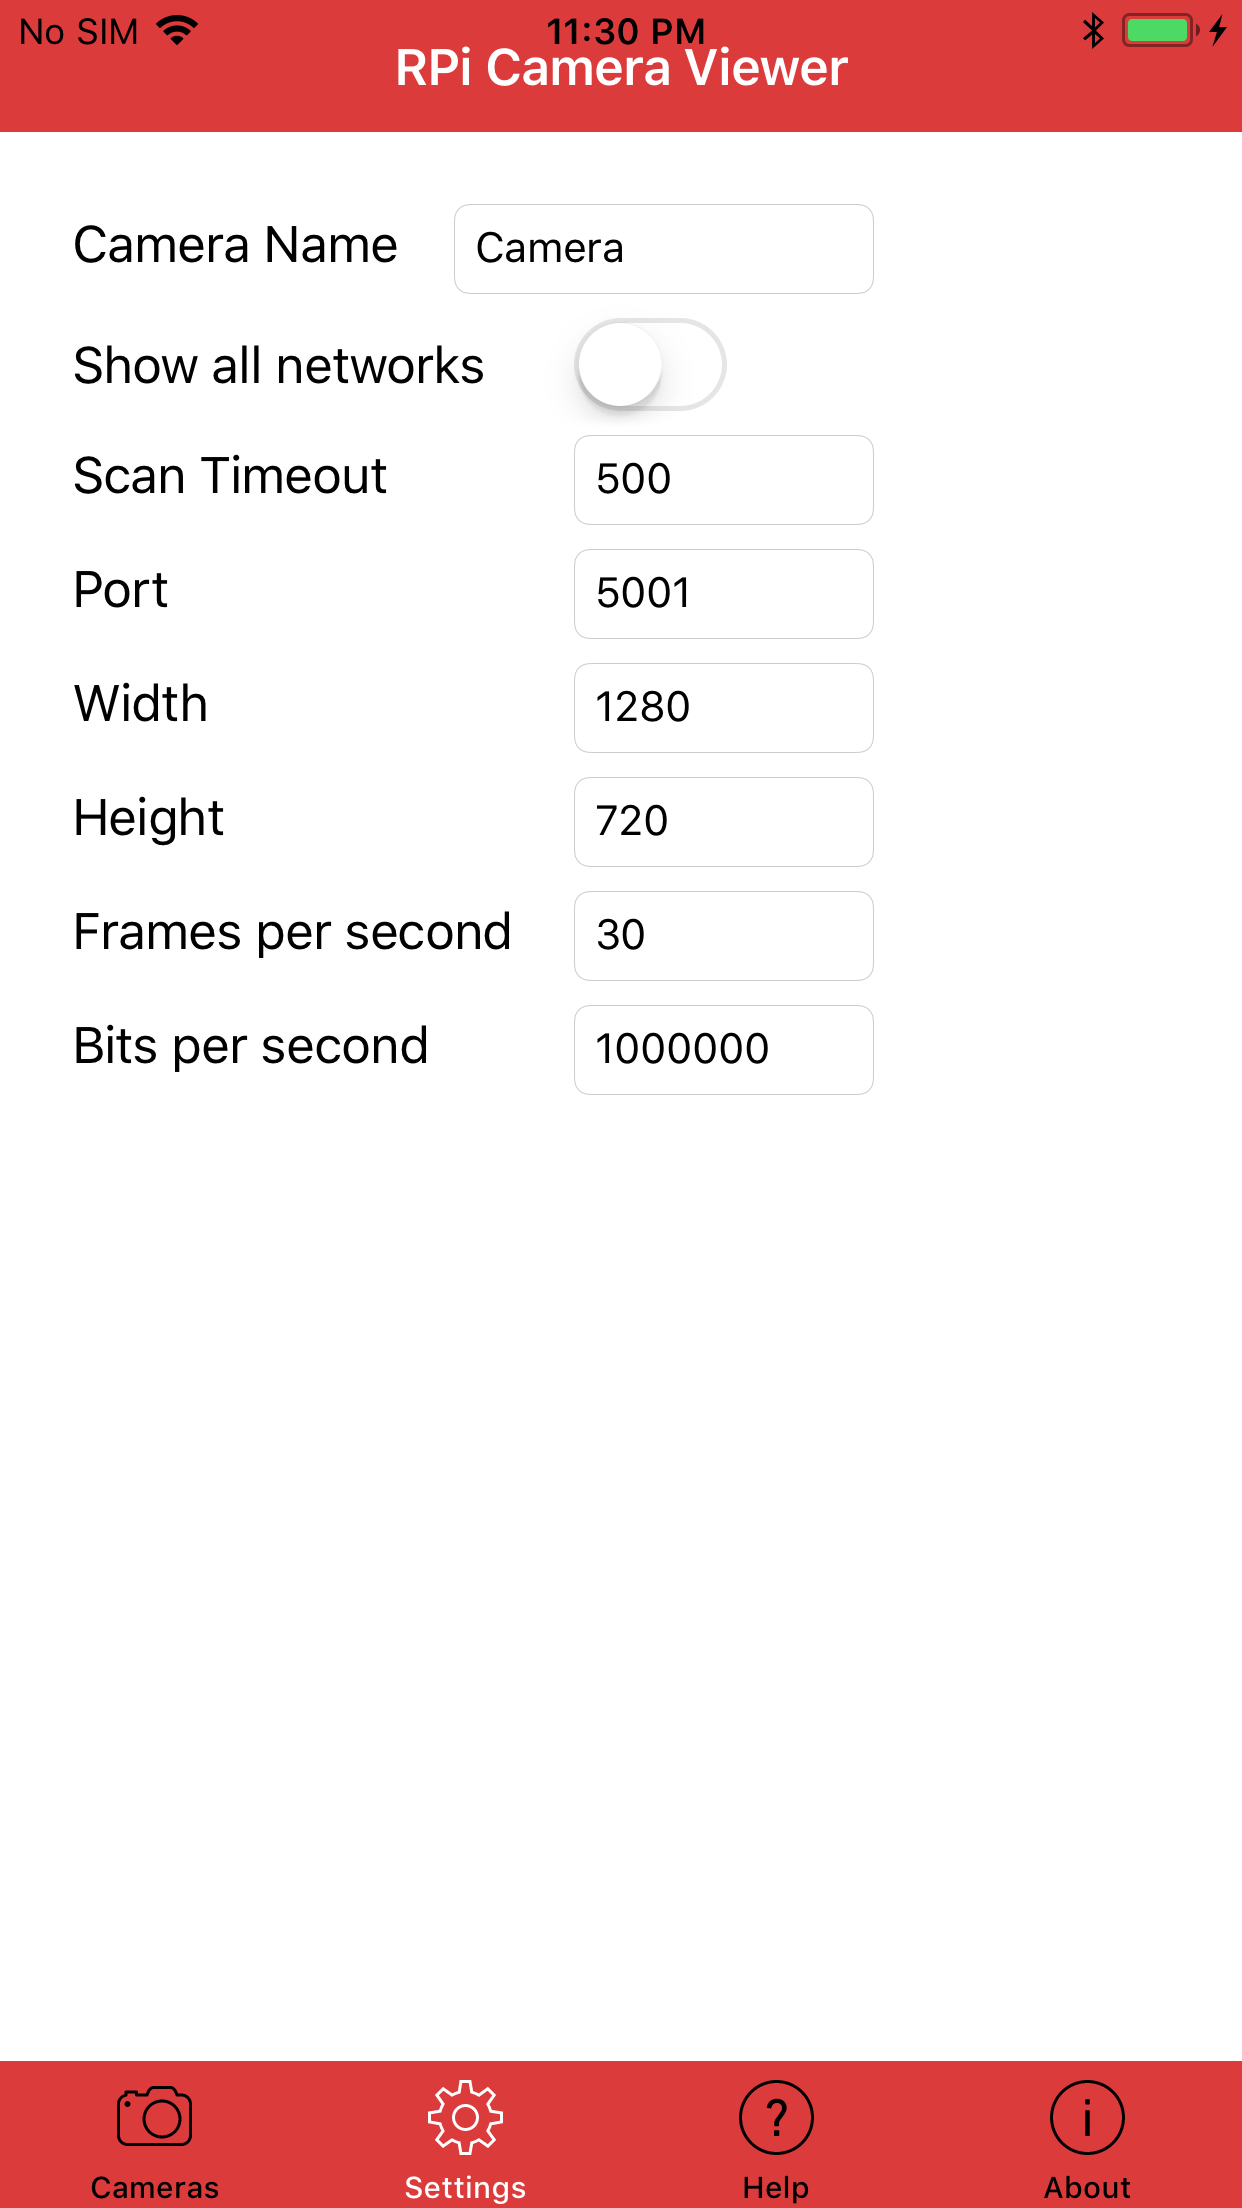 No SIM 11:30 PM
RPi Camera Viewer
Camera Name Camera
Show all networks
Scan Timeout 500
Port 5001
Width 1280
Height 720
Frames per second 30
Bits per second 1000000
? i
Cameras Settings Help About